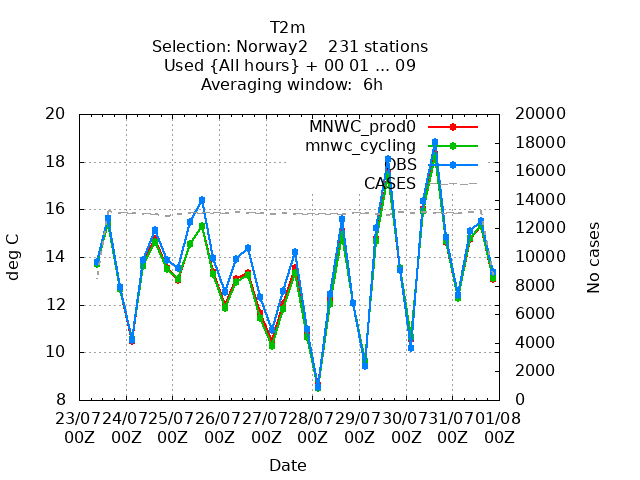 T2m
Selection: Norway2    231 stations
Used {All hours} + 00 01 ... 09
Averaging window:  6h
20
18
16
14
12
10
8
deg C
20000
18000
16000
14000
12000
10000
8000
6000
4000
2000
0
No cases
MNWC_prod0
mnwc_cycling
OBS
CASES
23/07 24/07 25/07 26/07 27/07 28/07 29/07 30/07 31/07 01/08
00Z 00Z 00Z 00Z 00Z 00Z 00Z 00Z 00Z 00Z
Date